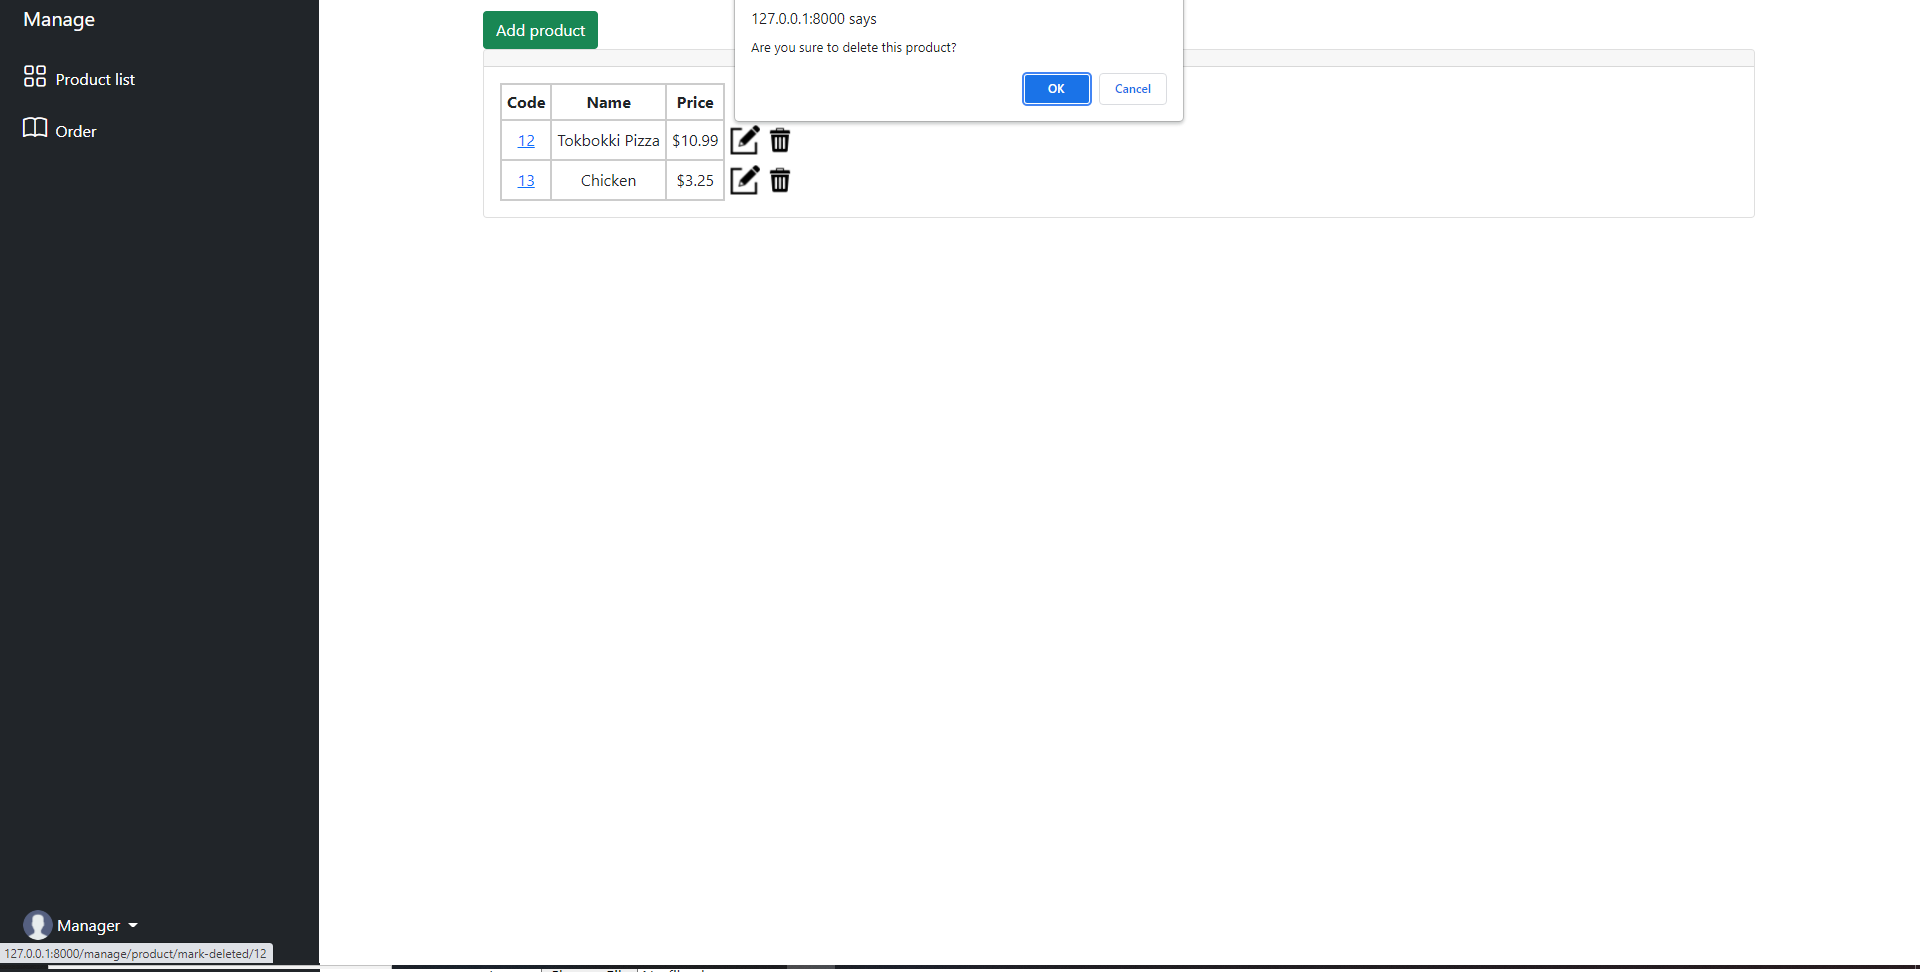 Manage
Product list
Order
Add product
127.0.0.1:8000 says
Are you sure to delete this product?
OK Cancel
Code Name Price
12 Tokbokki Pizza $10.99
13 Chicken $3.25
Manager
127.0.0.1:8000/manage/product/mark-deleted/12